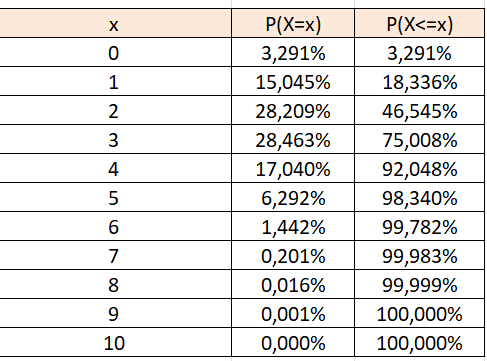 x P(X=x) P(X<=x)
0 3,291% 3,291%
1 15,045% 18,336%
2 28,209% 46,545%
3 28,463% 75,008%
4 17,040% 92,048%
5 6,292% 98,340%
6 1,442% 99,782%
7 0,201% 99,983%
8 0,016% 99,999%
9 0,001% 100,000%
10 0,000% 100,000%